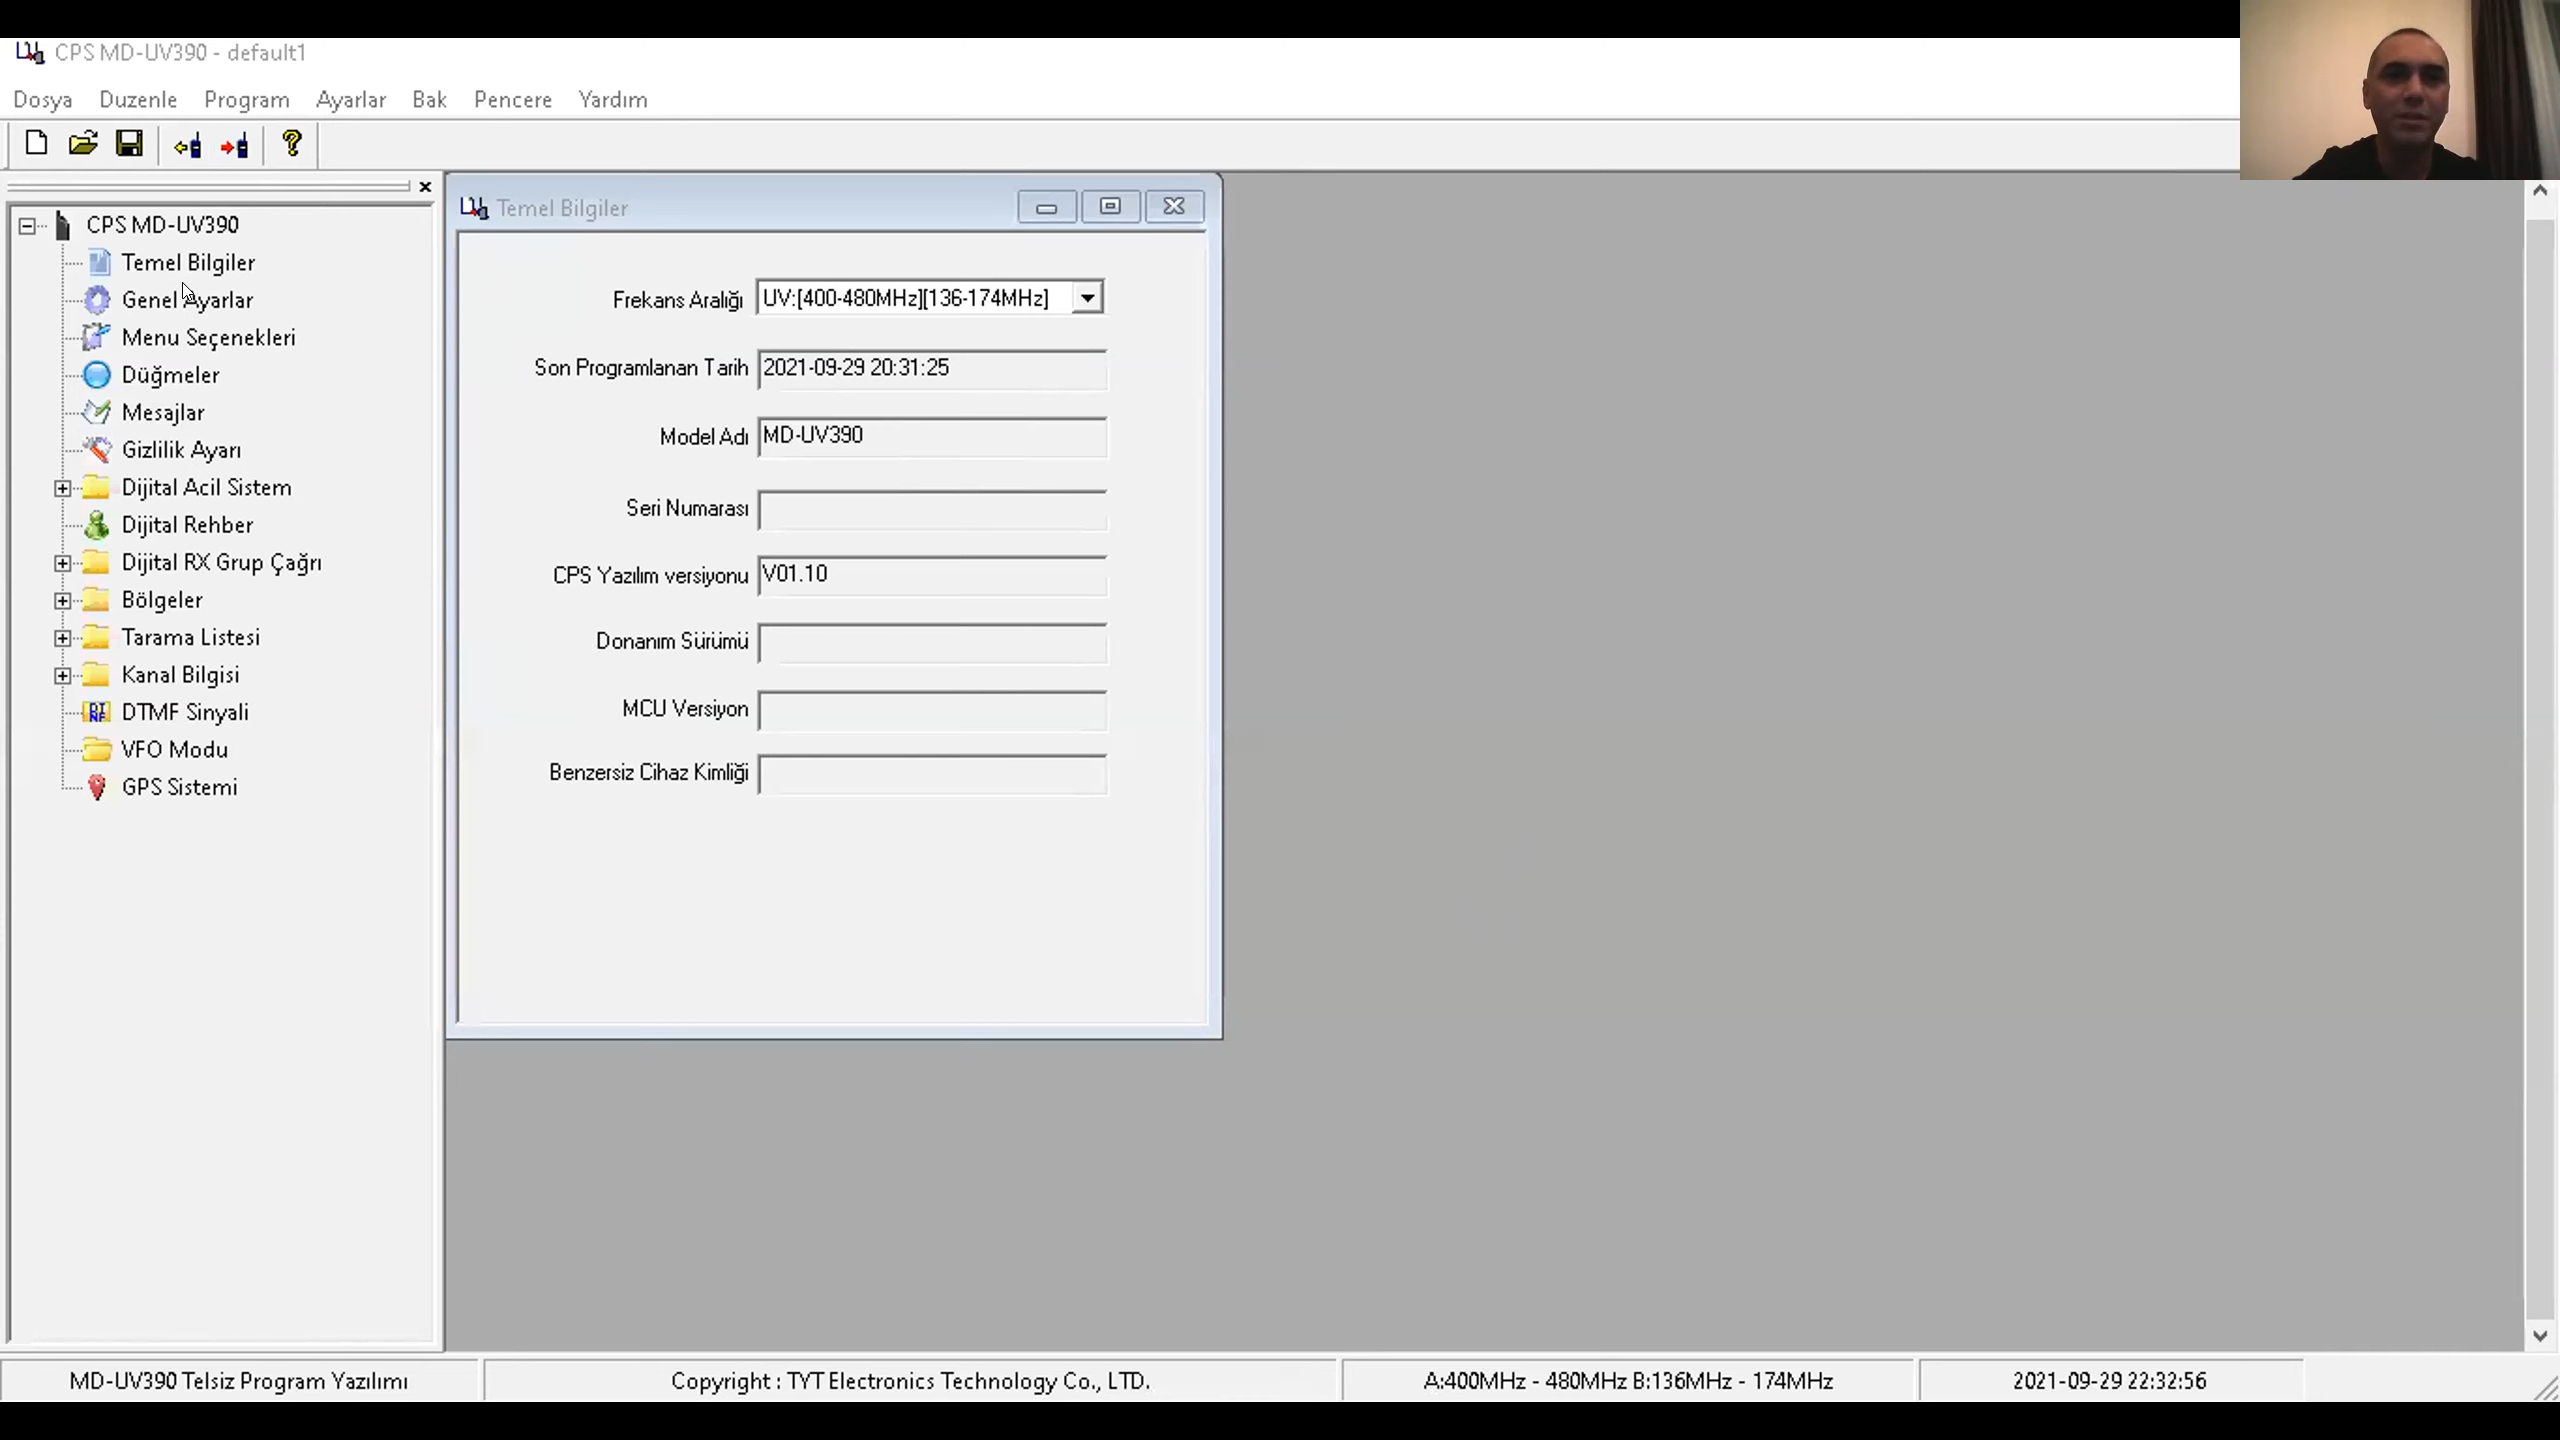 CPS MD-UV390 - default1
Dosya Duzenle Program Ayarlar Bak Pencere Yardım
CPS MD-UV390
Temel Bilgiler
Genel Ayarlar
Menu Seçenekleri
Düğmeler
Mesajlar
Gizlilik Ayarı
Dijital Acil Sistem
Dijital Rehber
Dijital RX Grup Çağrı
Bölgeler
Tarama Listesi
Kanal Bilgisi
DTMF Sinyali
VFO Modu
GPS Sistemi
Temel Bilgiler
Frekans Aralığı UV:[400-480MHz][136-174MHz]
Son Programlanan Tarih 2021-09-29 20:31:25
Model Adı MD-UV390
Seri Numarası
CPS Yazılım versiyonu V01.10
Donanım Sürümü
MCU Versiyon
Benzersiz Cihaz Kimliği
MD-UV390 Telsiz Program Yazılımı
Copyright : TYT Electronics Technology Co., LTD.
A:400MHz - 480MHz B:136MHz - 174MHz
2021-09-29 22:32:56